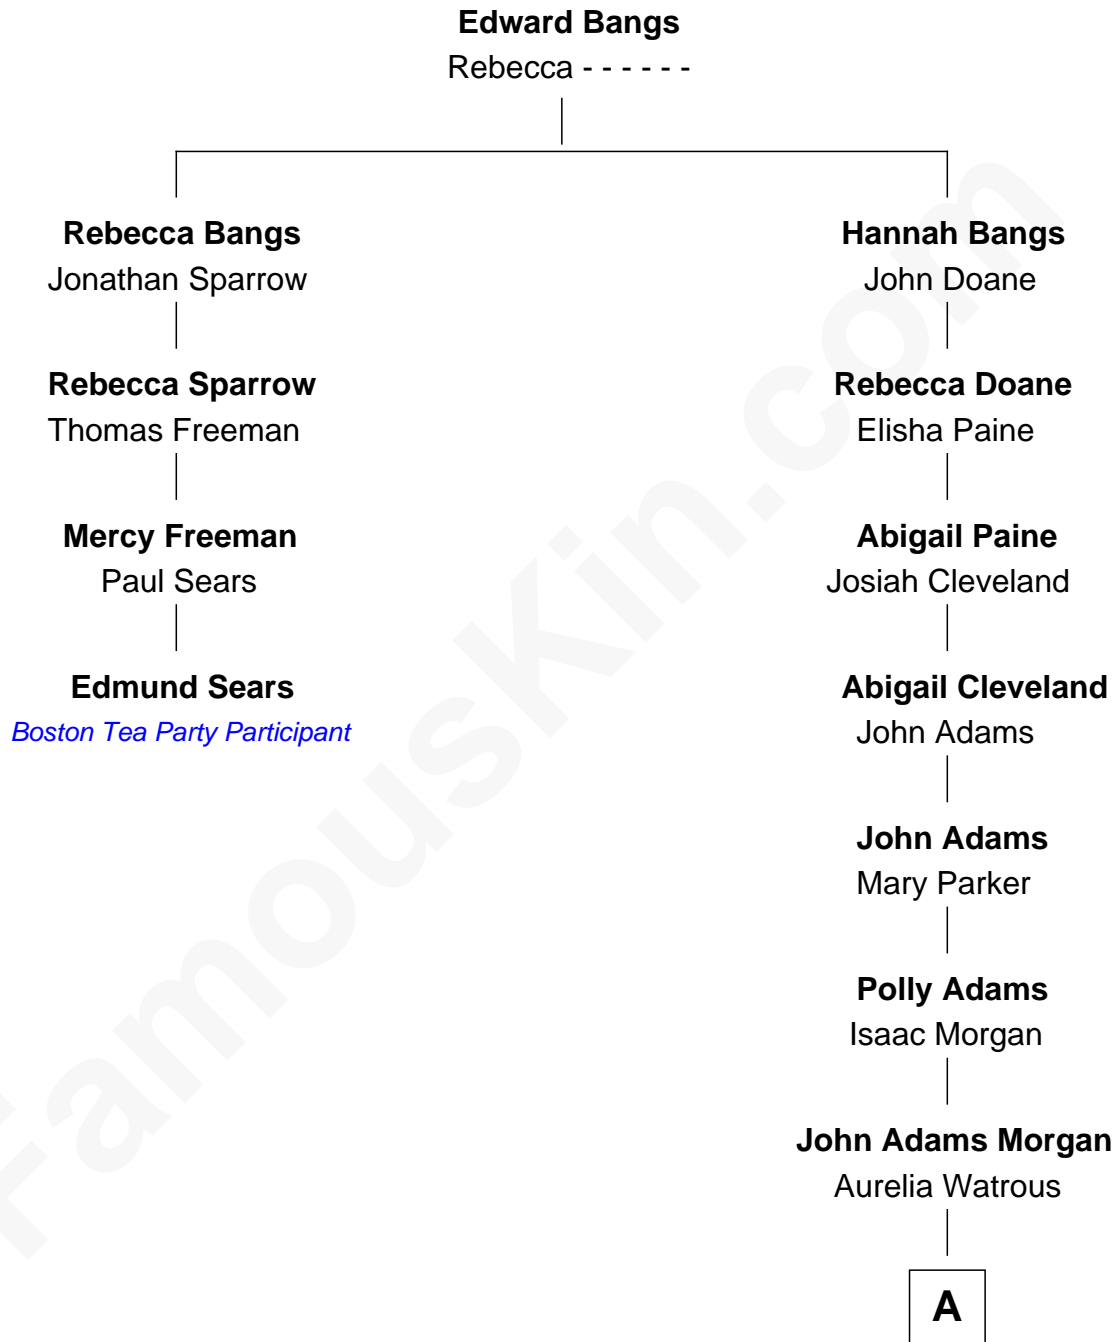 Edward Bangs
Rebecca - - - - - -
Rebecca Bangs
Jonathan Sparrow
Rebecca Sparrow
Thomas Freeman
Mercy Freeman
Paul Sears
Edmund Sears
Boston Tea Party Participant
Hannah Bangs
John Doane
Rebecca Doane
Elisha Paine
Abigail Paine
Josiah Cleveland
Abigail Cleveland
John Adams
John Adams
Mary Parker
Polly Adams
Isaac Morgan
John Adams Morgan
Aurelia Watrous
A
FamousKin.com